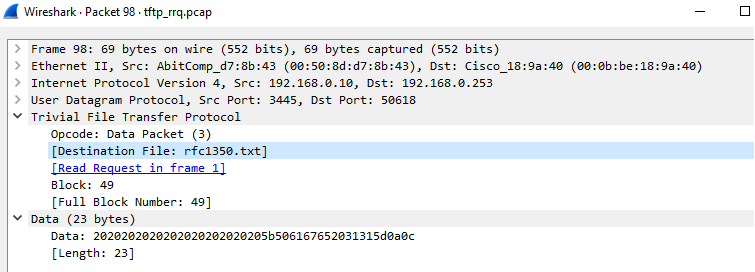 Wireshark · Packet 98 · tftp_rrq.pcap
Frame 98: 69 bytes on wire (552 bits), 69 bytes captured (552 bits)
Ethernet II, Src: AbitComp_d7:8b:43 (00:50:8d:d7:8b:43), Dst: Cisco_18:9a:40 (00:0b:be:18:9a:40)
Internet Protocol Version 4, Src: 192.168.0.10, Dst: 192.168.0.253
User Datagram Protocol, Src Port: 3445, Dst Port: 50618
Trivial File Transfer Protocol
Opcode: Data Packet (3)
[Destination File: rfc1350.txt]
[Read Request in frame 1]
Block: 49
[Full Block Number: 49]
Data (23 bytes)
Data: 2020202020202020202020205b506167652031315d0a0c
[Length: 23]